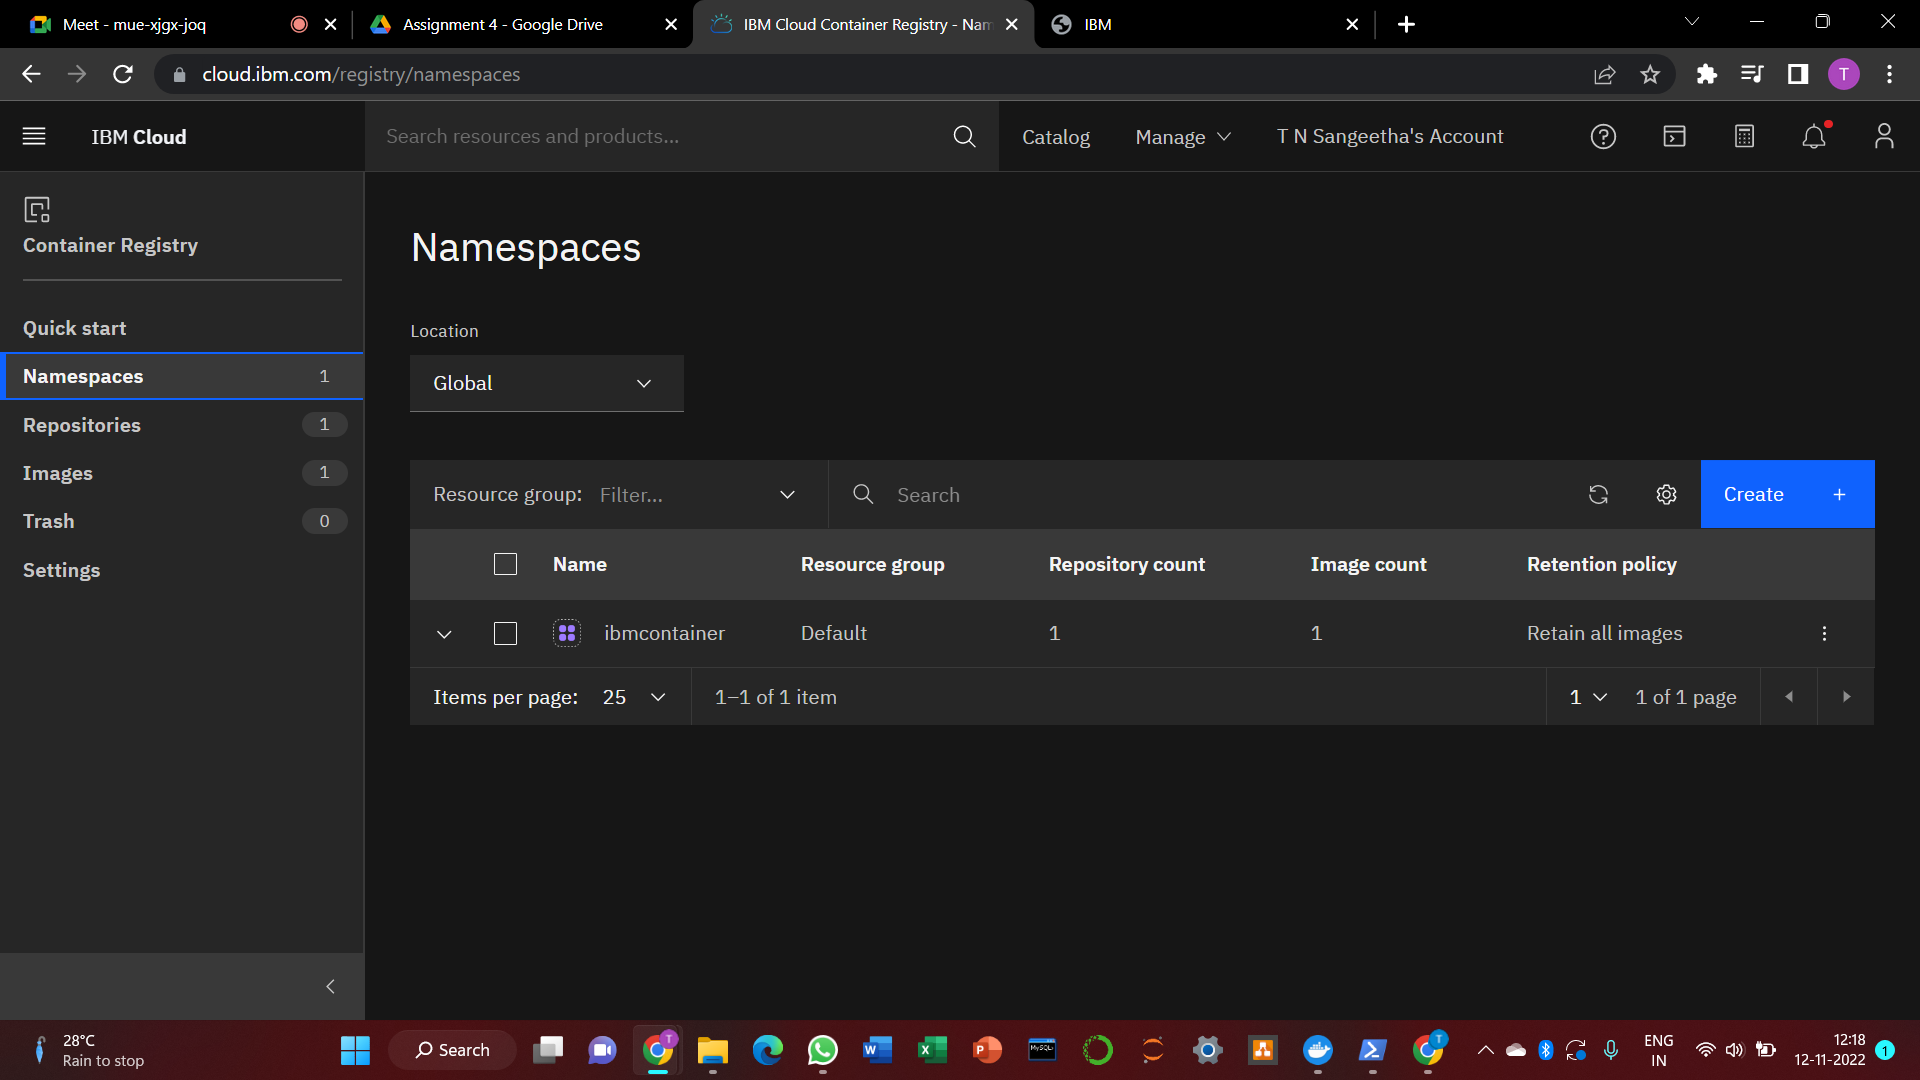 Meet - mue-xjgx-joq
Assignment 4 - Google Drive
IBM Cloud Container Registry - Nam
IBM
cloud.ibm.com/registry/namespaces
T
IBM Cloud
Search resources and products...
Catalog
Manage
T N Sangeetha's Account
Container Registry
Quick start
Namespaces 1
Repositories 1
Images 1
Trash 0
Settings
Namespaces
Location
Global
Resource group: Filter...
Search
Create +
Name Resource group Repository count Image count Retention policy
ibmcontainer Default 1 1 Retain all images
Items per page: 25 1–1 of 1 item 1 1 of 1 page
28°C
Rain to stop
Search
T
W
X
P
MySQL
T
ENG
IN
12:18
12-11-2022
1